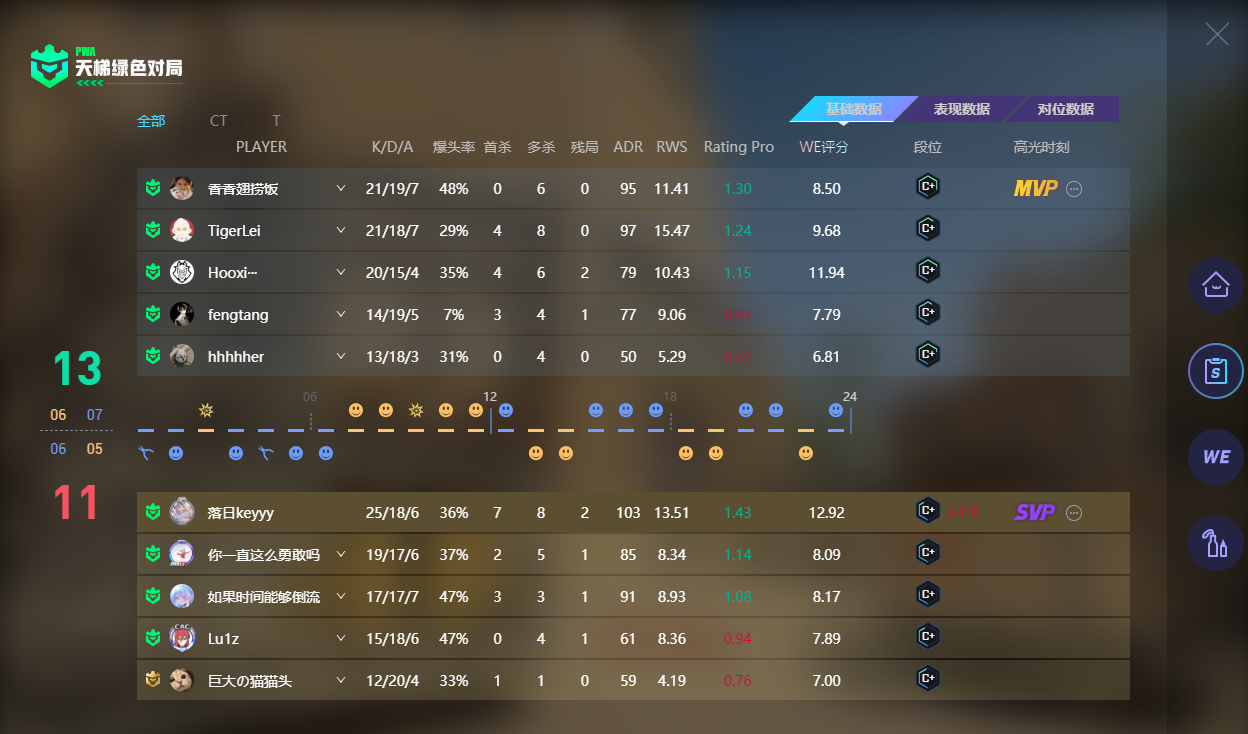 PWA
天梯绿色对局
基础数据 表现数据 对位数据
全部 CT T
PLAYER K/D/A 爆头率 首杀 多杀 残局 ADR RWS Rating Pro WE评分 段位 高光时刻
香香翅捞饭 21/19/7 48% 0 6 0 95 11.41 1.30 8.50 C+ MVP
TigerLei 21/18/7 29% 4 8 0 97 15.47 1.24 9.68 C+
Hooxi··· 20/15/4 35% 4 6 2 79 10.43 1.15 11.94 C+
fengtang 14/19/5 7% 3 4 1 77 9.06 7.79 C+
hhhhher 13/18/3 31% 0 4 0 50 5.29 0.77 6.81 C+
13
06 07
06 12 18 24
06 05
11
落日keyyy 25/18/6 36% 7 8 2 103 13.51 1.43 12.92 C+ SVP
你一直这么勇敢吗 19/17/6 37% 2 5 1 85 8.34 1.14 8.09 C+
如果时间能够倒流 17/17/7 47% 3 3 1 91 8.93 1.08 8.17 C+
CAC
Lu1z 15/18/6 47% 0 4 1 61 8.36 0.94 7.89 C+
巨大の猫猫头 12/20/4 33% 1 1 0 59 4.19 0.76 7.00 C+
S
WE